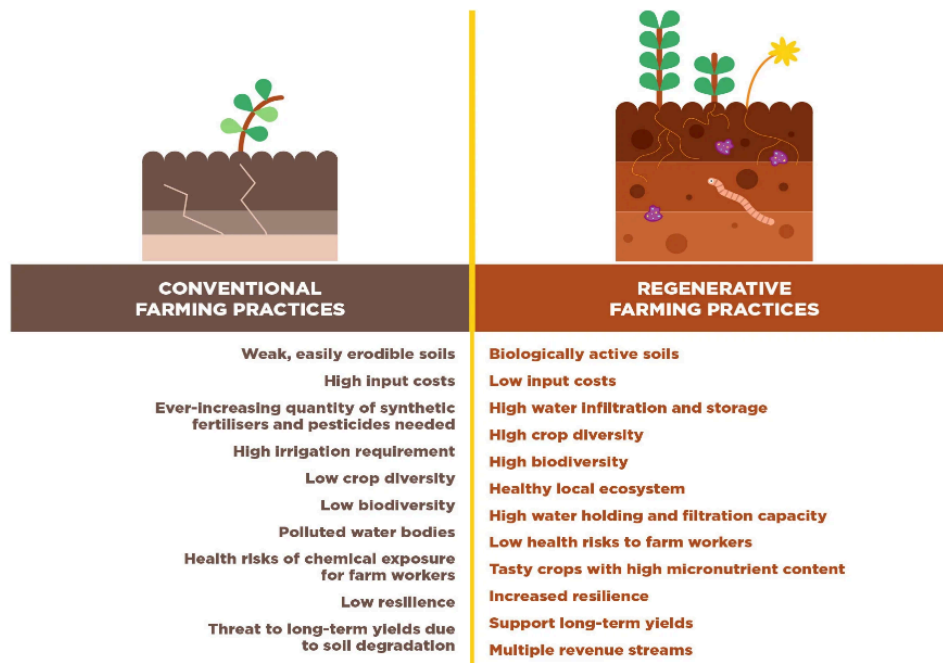 CONVENTIONAL
FARMING PRACTICES
Weak, easily erodible soils
High input costs
Ever-increasing quantity of synthetic
fertilisers and pesticides needed
High irrigation requirement
Low crop diversity
Low biodiversity
Polluted water bodies
Health risks of chemical exposure
for farm workers
Low resilience
Threat to long-term yields due
to soil degradation
REGENERATIVE
FARMING PRACTICES
Biologically active soils
Low input costs
High water infiltration and storage
High crop diversity
High biodiversity
Healthy local ecosystem
High water holding and filtration capacity
Low health risks to farm workers
Tasty crops with high micronutrient content
Increased resilience
Support long-term yields
Multiple revenue streams